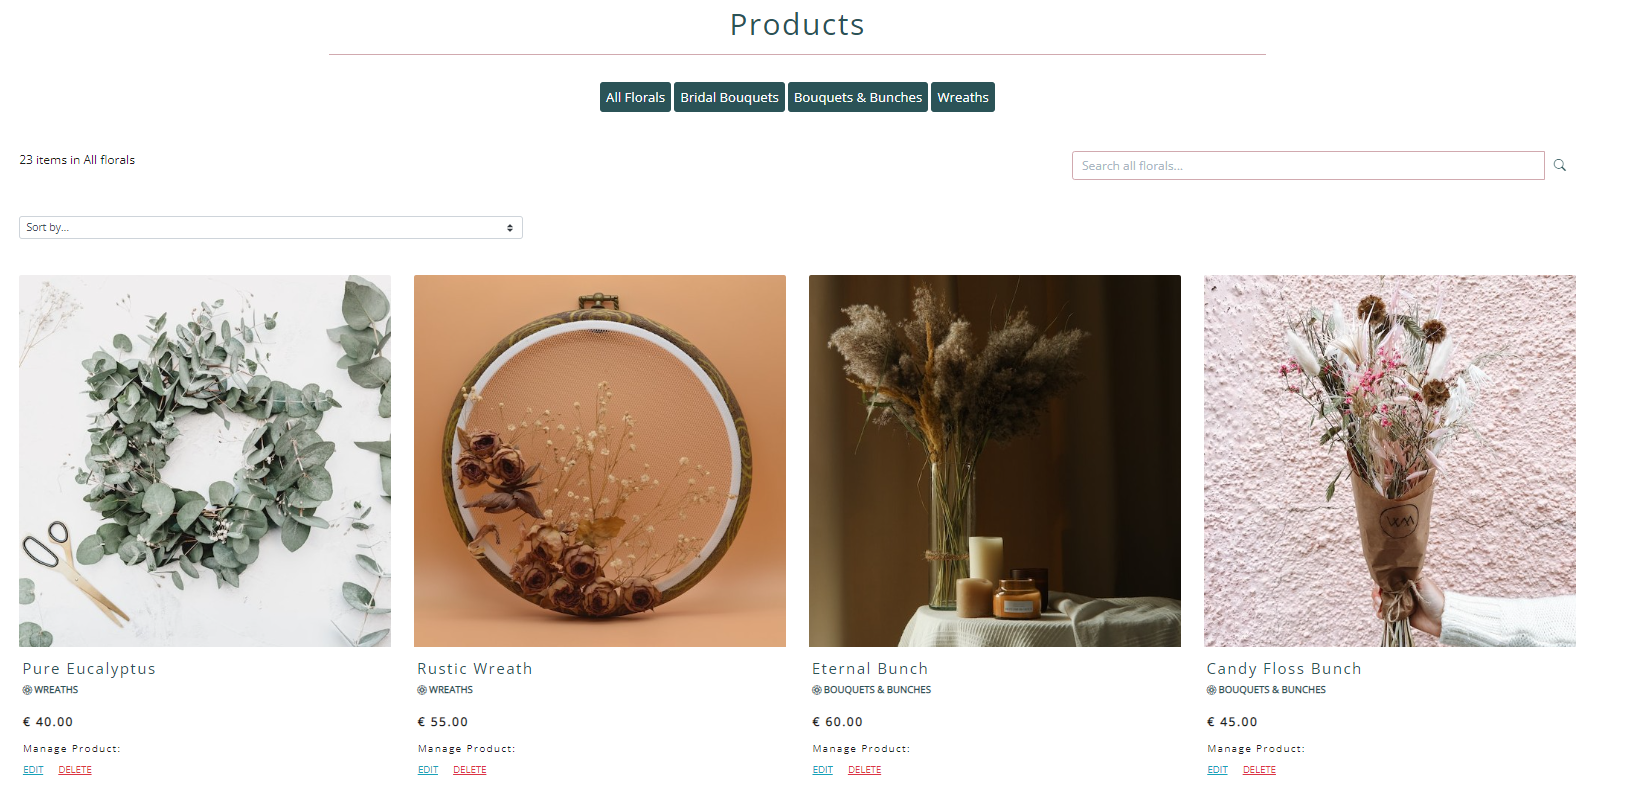 Products
All Florals Bridal Bouquets Bouquets & Bunches Wreaths
23 items in All florals
Search all florals...
Sort by...
WM
Pure Eucalyptus
WREATHS
€ 40.00
Manage Product:
EDIT DELETE
Rustic Wreath
WREATHS
€ 55.00
Manage Product:
EDIT DELETE
Eternal Bunch
BOUQUETS & BUNCHES
€ 60.00
Manage Product:
EDIT DELETE
Candy Floss Bunch
BOUQUETS & BUNCHES
€ 45.00
Manage Product:
EDIT DELETE